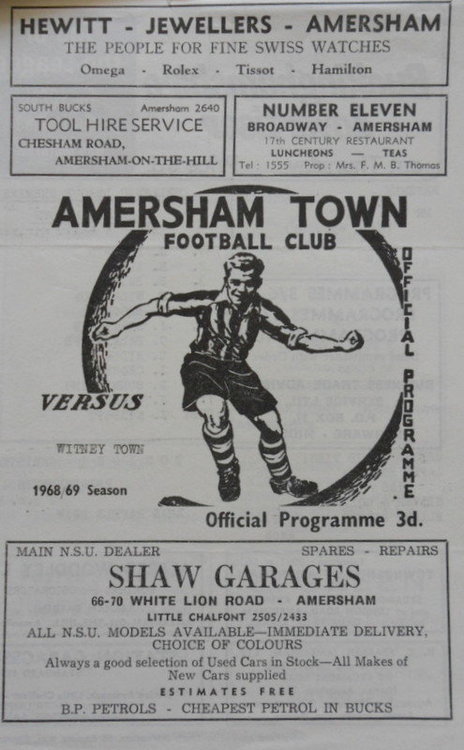 HEWITT - JEWELLERS - AMERSHAM
THE PEOPLE FOR FINE SWISS WATCHES
Omega - Rolex - Tissot - Hamilton
SOUTH BUCKS Amersham 2640
TOOL HIRE SERVICE
CHESHAM ROAD,
AMERSHAM-ON-THE-HILL
NUMBER ELEVEN
BROADWAY - AMERSHAM
17th CENTURY RESTAURANT
LUNCHEONS — TEAS
Tel : 1555 Prop : Mrs. F. M. B. Thomas
AMERSHAM TOWN
FOOTBALL CLUB
OFFICIAL PROGRAMME
VERSUS
WITNEY TOWN
1968/69 Season
Official Programme 3d.
MAIN N.S.U. DEALER SPARES - REPAIRS
SHAW GARAGES
66-70 WHITE LION ROAD - AMERSHAM
LITTLE CHALFONT 2505/2433
ALL N.S.U. MODELS AVAILABLE—IMMEDIATE DELIVERY,
CHOICE OF COLOURS
Always a good selection of Used Cars in Stock—All Makes of
New Cars supplied
ESTIMATES FREE
B.P. PETROLS - CHEAPEST PETROL IN BUCKS